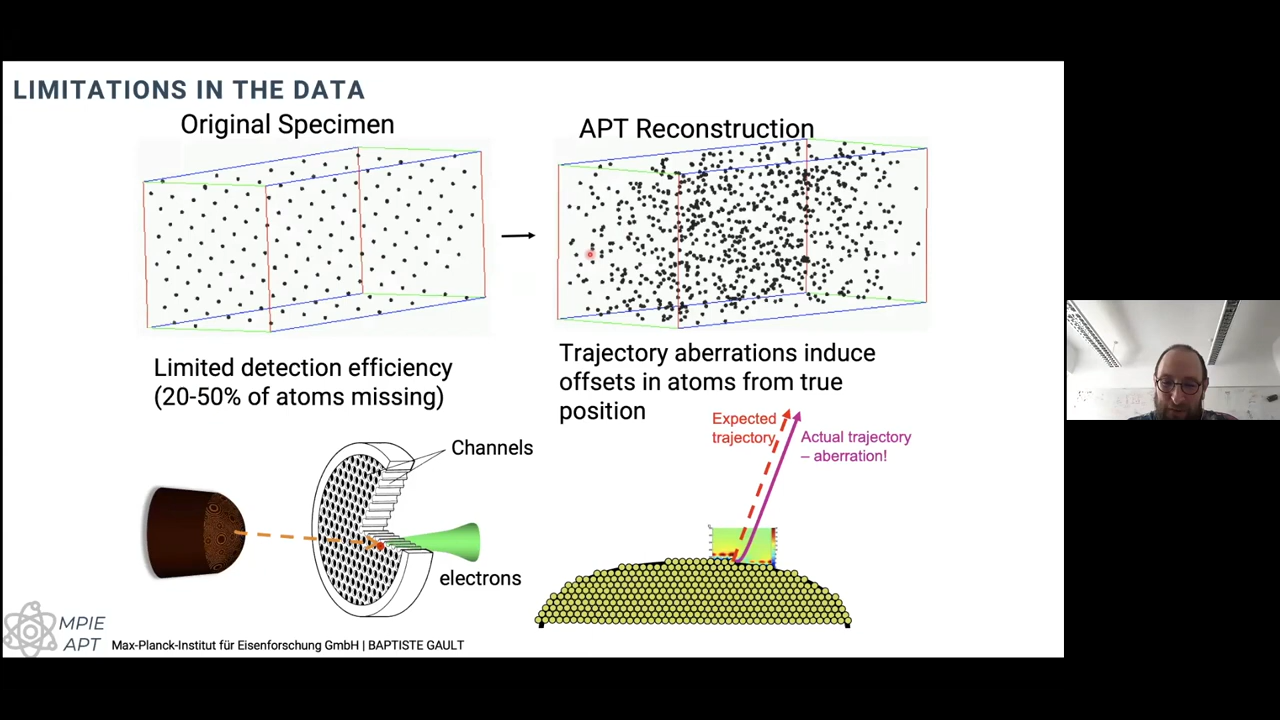 LIMITATIONS IN THE DATA
Original Specimen
APT Reconstruction
Limited detection efficiency
(20-50% of atoms missing)
Trajectory aberrations induce
offsets in atoms from true
position
Channels
electrons
Expected
trajectory
Actual trajectory
– aberration!
MPIE
APT
Max-Planck-Institut für Eisenforschung GmbH | BAPTISTE GAULT